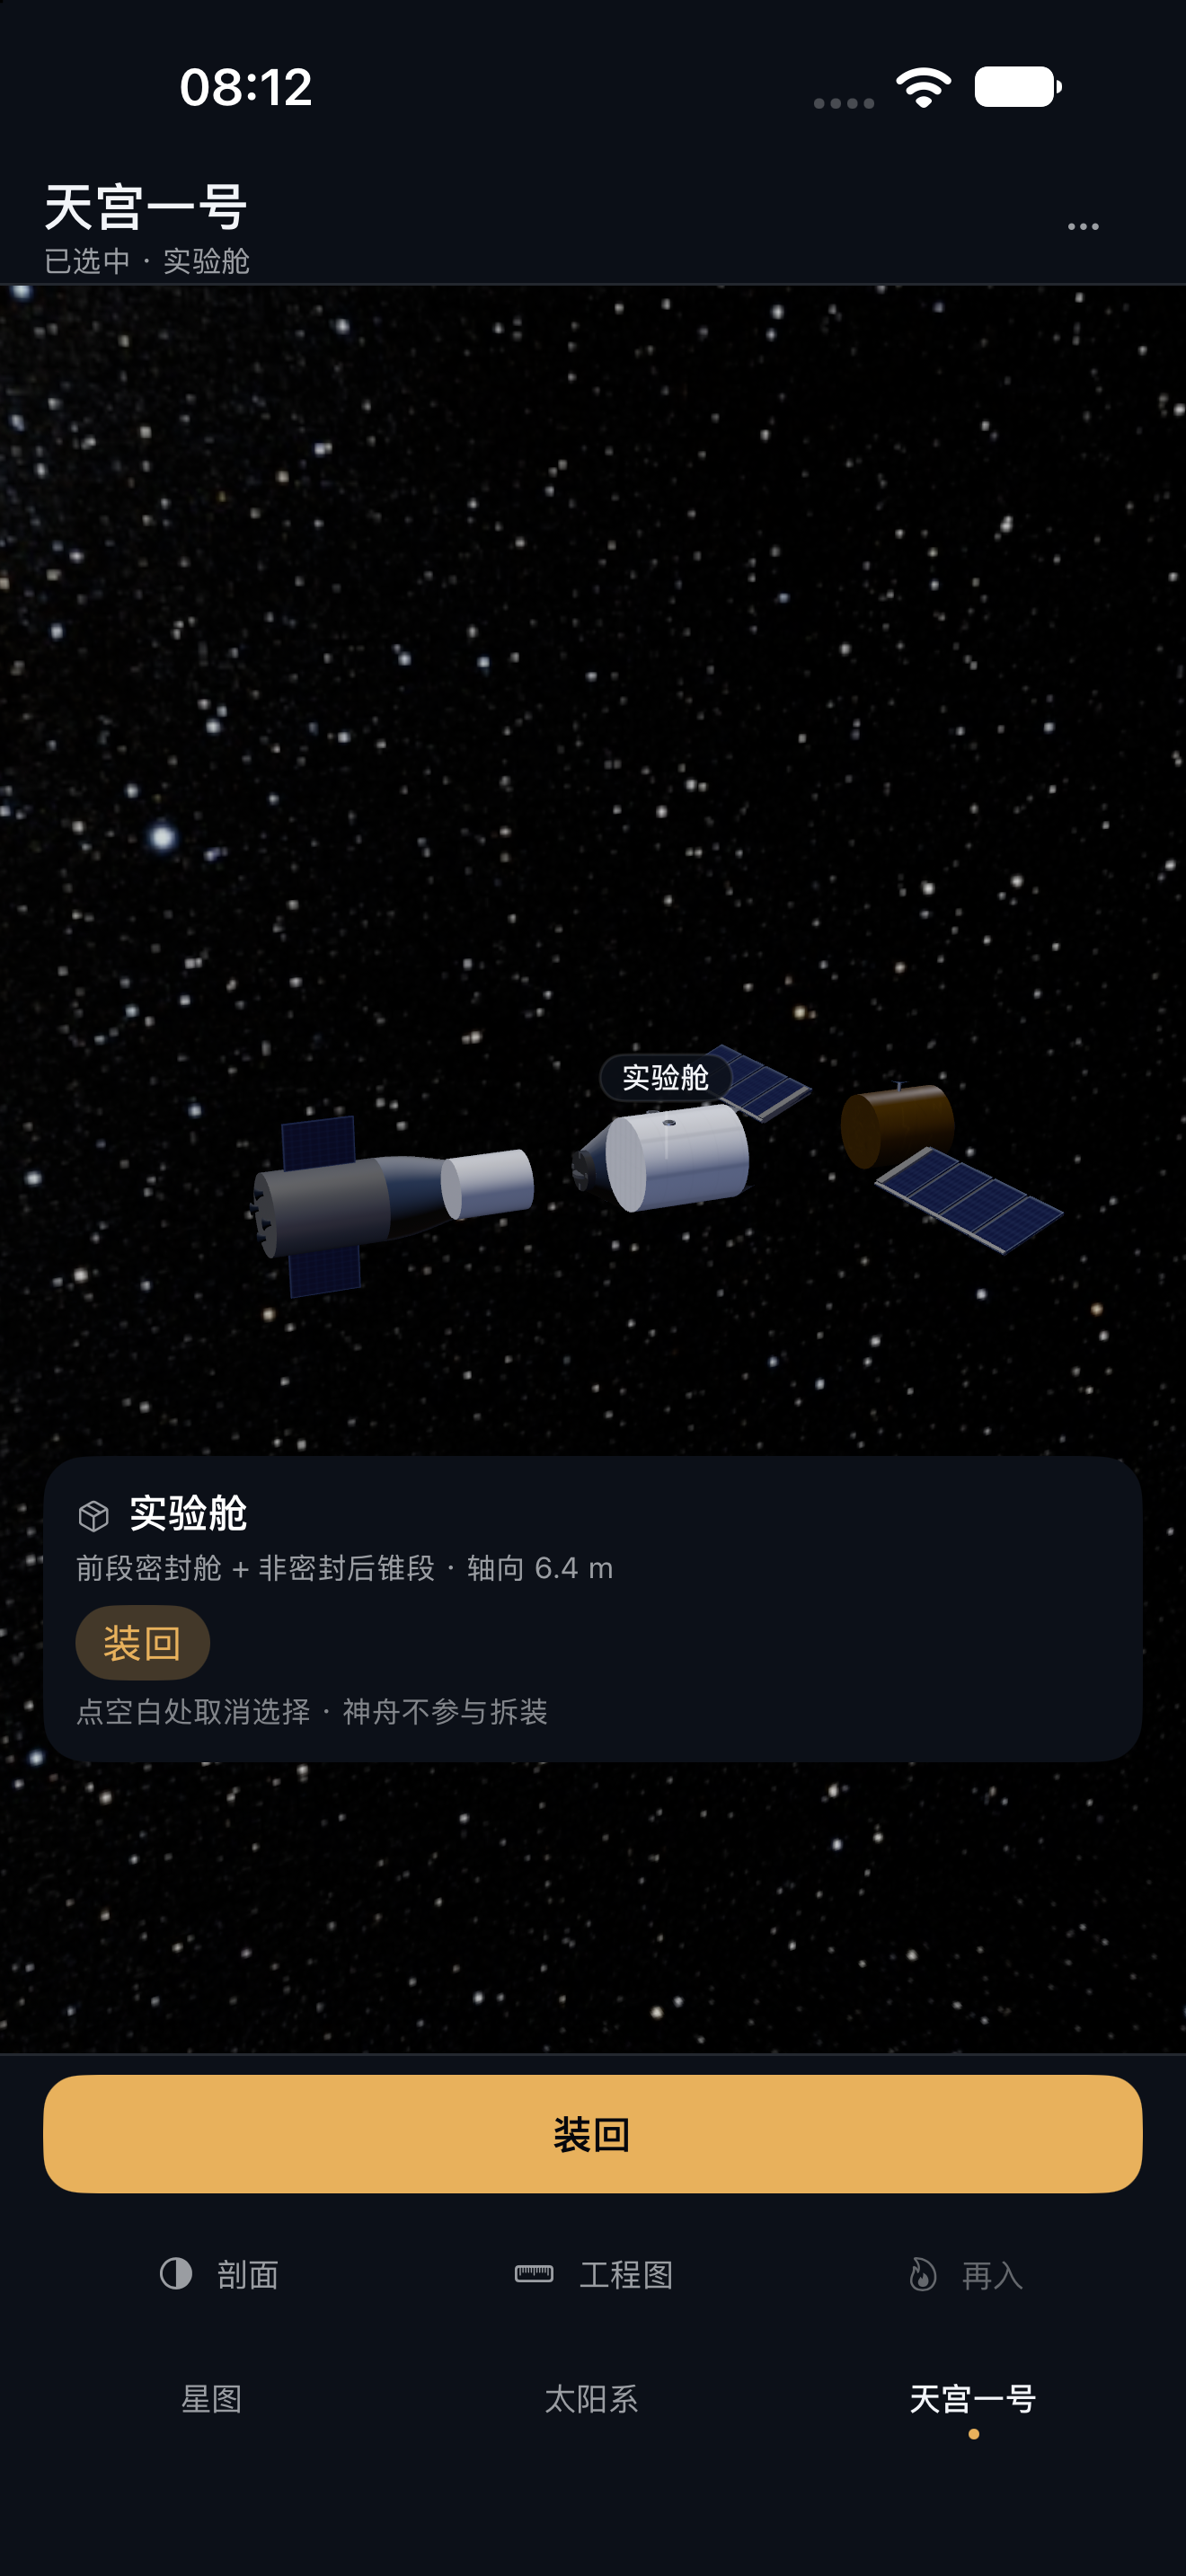 08:12
天宫一号
已选中 · 实验舱
实验舱
实验舱
前段密封舱 + 非密封后锥段 · 轴向 6.4 m
装回
点空白处取消选择 · 神舟不参与拆装
装回
剖面
工程图
再入
星图
太阳系
天宫一号